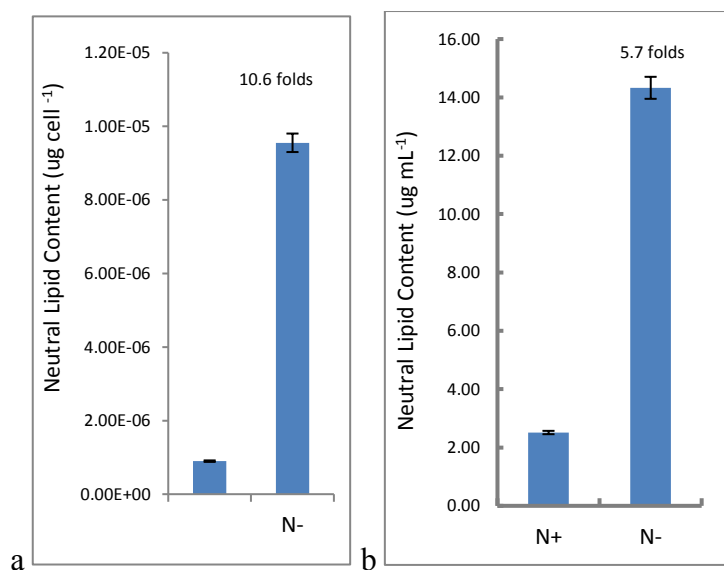 Neutral Lipid Content (ug cell -1)
1.20E-05
1.00E-05
8.00E-06
6.00E-06
4.00E-06
2.00E-06
0.00E+00
10.6 folds
N-
a
Neutral Lipid Content (ug mL-1)
16.00
14.00
12.00
10.00
8.00
6.00
4.00
2.00
0.00
5.7 folds
N+ N-
b